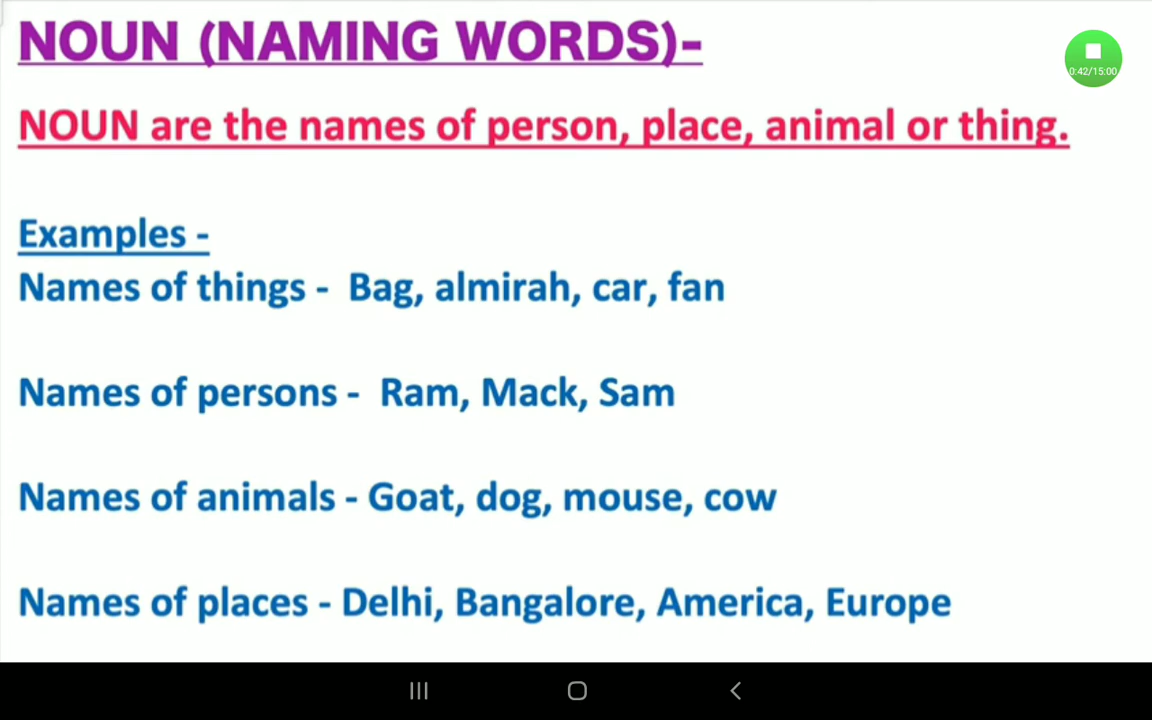 NOUN (NAMING WORDS)-
0:42/15:00
NOUN are the names of person, place, animal or thing.
Examples -
Names of things -  Bag, almirah, car, fan
Names of persons -  Ram, Mack, Sam
Names of animals - Goat, dog, mouse, cow
Names of places - Delhi, Bangalore, America, Europe